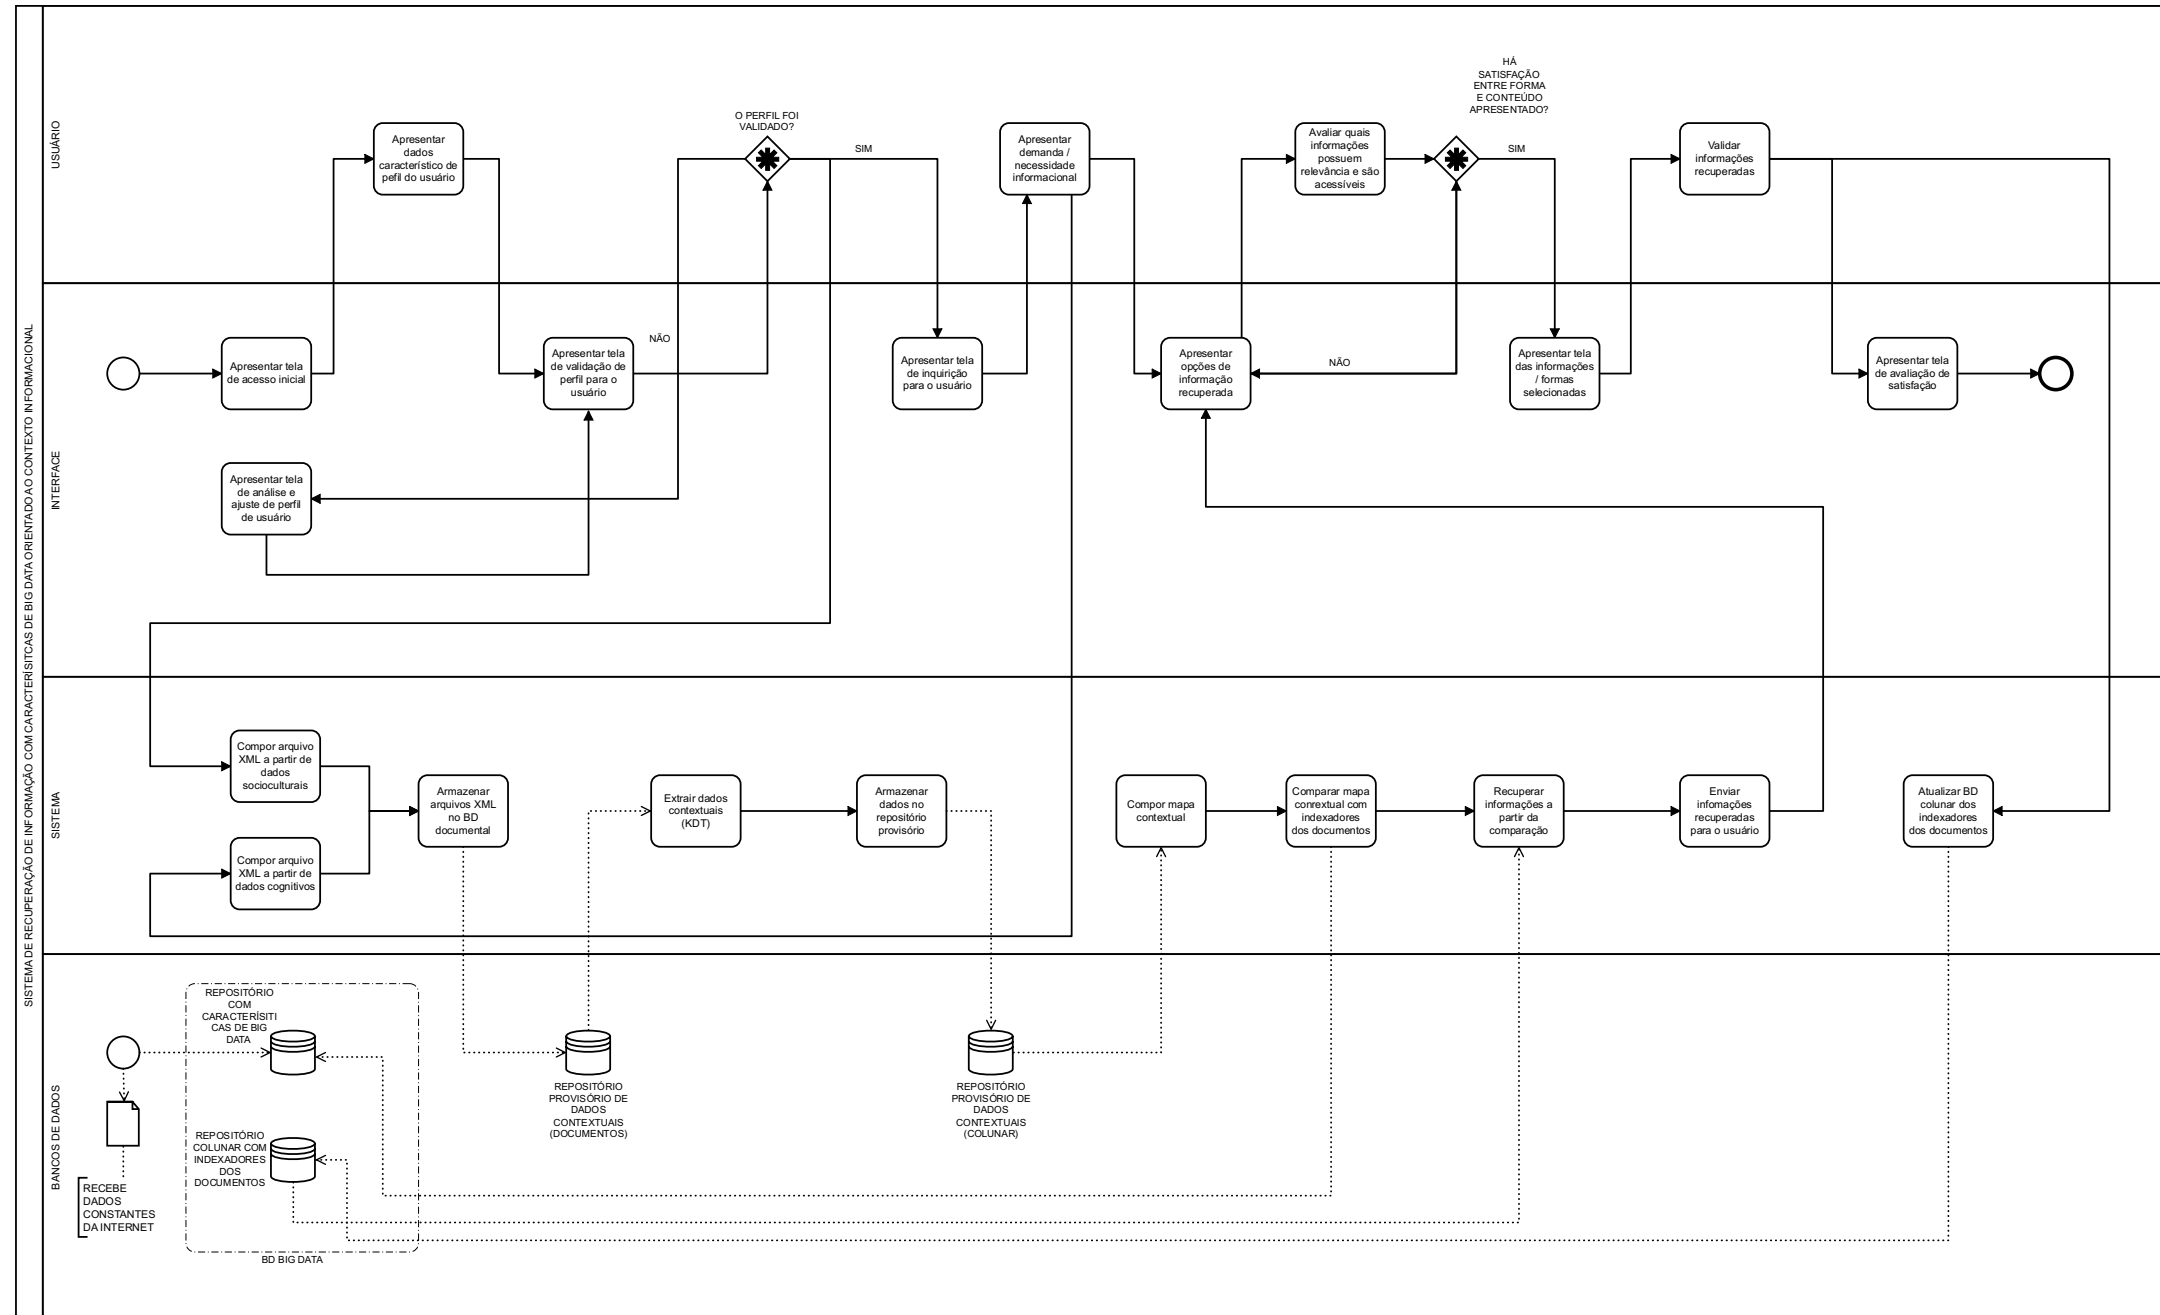 SISTEMA DE RECUPERAÇÃO DE INFORMAÇÃO COM CARACTERÍSITCAS DE BIG DATA ORIENTADO AO CONTEXTO INFORMACIONAL
USUÁRIO
Apresentar
dados
característico de
pefil do usuário
O PERFIL FOI
VALIDADO?
SIM
Apresentar
demanda /
necessidade
informacional
Avaliar quais
informações
possuem
relevância e são
acessíveis
HÁ
SATISFAÇÃO
ENTRE FORMA
E CONTEÚDO
APRESENTADO?
SIM
Validar
informações
recuperadas
INTERFACE
Apresentar tela
de acesso inicial
Apresentar tela
de validação de
perfil para o
usuário
NÃO
Apresentar tela
de inquirição
para o usuário
Apresentar
opções de
informação
recuperada
NÃO
Apresentar tela
das informações
/ formas
selecionadas
Apresentar tela
de avaliação de
satisfação
Apresentar tela
de análise e
ajuste de perfil
de usuário
SISTEMA
Compor arquivo
XML a partir de
dados
socioculturais
Compor arquivo
XML a partir de
dados cognitivos
Armazenar
arquivos XML
no BD
documental
Extrair dados
contextuais
(KDT)
Armazenar
dados no
repositório
provisório
Compor mapa
contextual
Comparar mapa
conrextual com
indexadores
dos documentos
Recuperar
informações a
partir da
comparação
Enviar
infomações
recuperadas
para o usuário
Atualizar BD
colunar dos
indexadores
dos documentos
BANCOS DE DADOS
REPOSITÓRIO
COM
CARACTERÍSITI
CAS DE BIG
DATA
REPOSITÓRIO
COLUNAR COM
INDEXADORES
DOS
DOCUMENTOS
RECEBE
DADOS
CONSTANTES
DA INTERNET
BD BIG DATA
REPOSITÓRIO
PROVISÓRIO DE
DADOS
CONTEXTUAIS
(DOCUMENTOS)
REPOSITÓRIO
PROVISÓRIO DE
DADOS
CONTEXTUAIS
(COLUNAR)